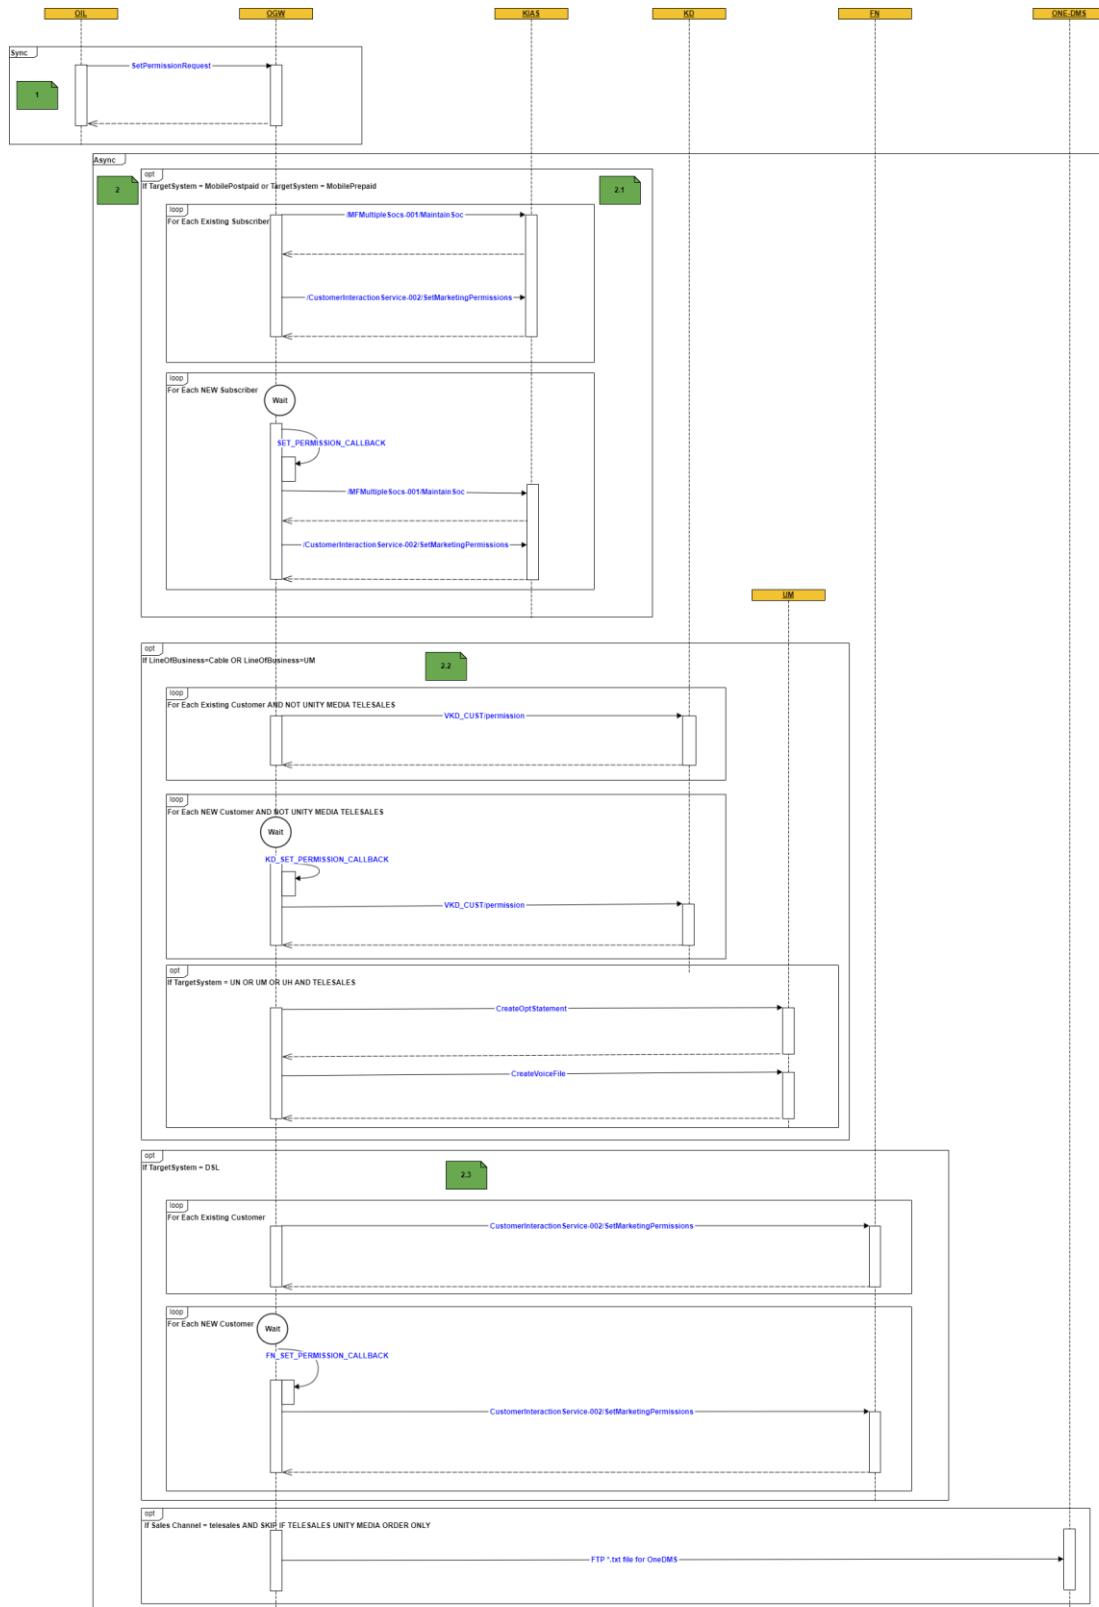 OIL
OGW
KIAS
KD
FN
ONE-DMS
Sync
SetPermissionRequest
1
Async
opt
2
If TargetSystem = MobilePostpaid or TargetSystem = MobilePrepaid
2.1
loop
For Each Existing Subscriber
/MFMultipleSocs-001/MaintainSoc
/CustomerInteractionService-002/SetMarketingPermissions
loop
For Each NEW Subscriber
Wait
SET_PERMISSION_CALLBACK
/MFMultipleSocs-001/MaintainSoc
/CustomerInteractionService-002/SetMarketingPermissions
UM
opt
If LineOfBusiness=Cable OR LineOfBusiness=UM
2.2
loop
For Each Existing Customer AND NOT UNITY MEDIA TELESALES
VKD_CUST/permission
loop
For Each NEW Customer AND NOT UNITY MEDIA TELESALES
Wait
KD_SET_PERMISSION_CALLBACK
VKD_CUST/permission
opt
If TargetSystem = UN OR UM OR UH AND TELESALES
CreateOptStatement
CreateVoiceFile
opt
If TargetSystem = DSL
2.3
loop
For Each Existing Customer
CustomerInteractionService-002/SetMarketingPermissions
loop
For Each NEW Customer
Wait
FN_SET_PERMISSION_CALLBACK
CustomerInteractionService-002/SetMarketingPermissions
opt
If Sales Channel = telesales AND SKIP IF TELESALES UNITY MEDIA ORDER ONLY
FTP *.txt file for OneDMS